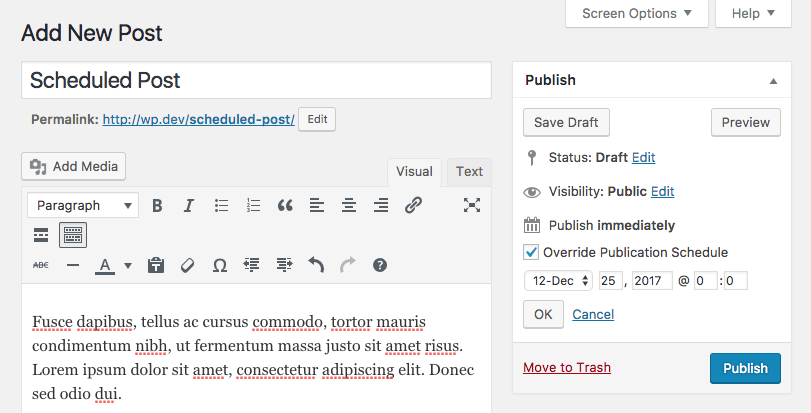 Screen Options ▼ Help ▼
Add New Post
Scheduled Post
Permalink: http://wp.dev/scheduled-post/ Edit
Add Media
Visual Text
Paragraph ▼ B I
ABC A ▼ Ω ?
Fusce dapibus, tellus ac cursus commodo, tortor mauris
condimentum nibh, ut fermentum massa justo sit amet risus.
Lorem ipsum dolor sit amet, consectetur adipiscing elit. Donec
sed odio dui.
Publish ▲
Save Draft Preview
Status: Draft Edit
Visibility: Public Edit
Publish immediately
Override Publication Schedule
12-Dec 25 , 2017 @ 0 : 0
OK Cancel
Move to Trash Publish